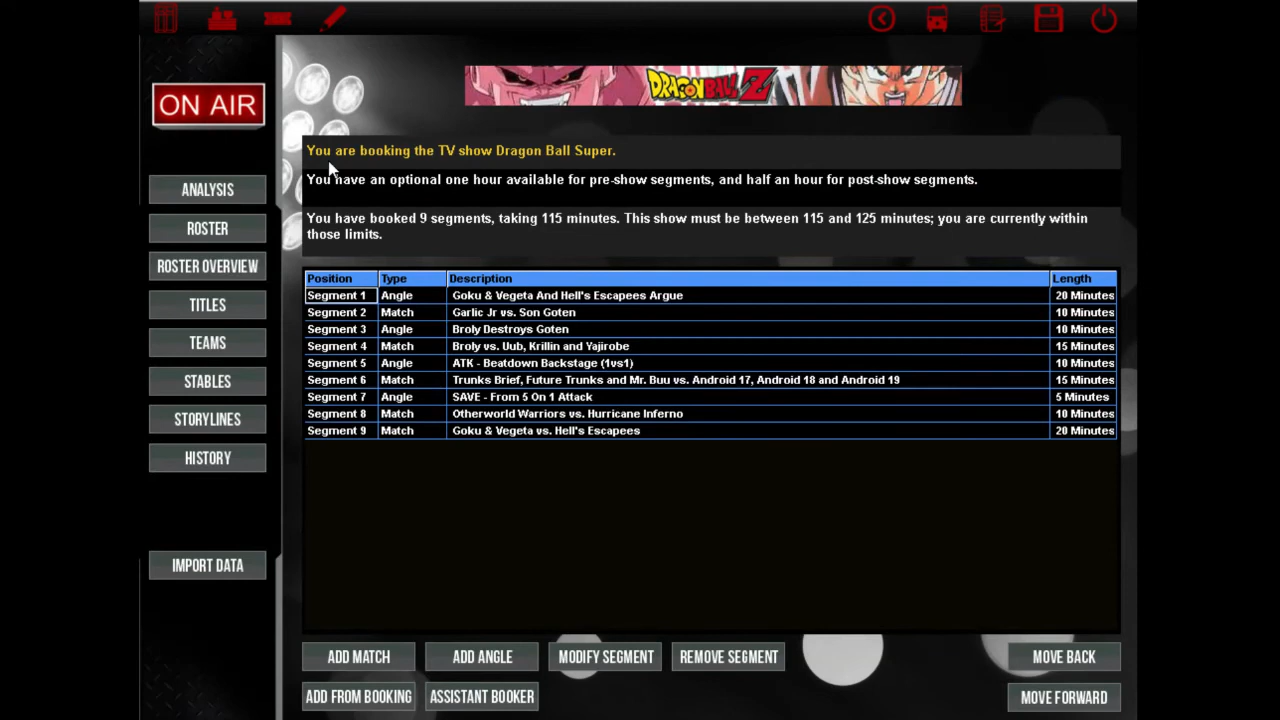 DRAGONBALL Z
ON AIR
You are booking the TV show Dragon Ball Super.
You have an optional one hour available for pre-show segments, and half an hour for post-show segments.
You have booked 9 segments, taking 115 minutes. This show must be between 115 and 125 minutes; you are currently within
those limits.
ANALYSIS
ROSTER
ROSTER OVERVIEW
TITLES
TEAMS
STABLES
STORYLINES
HISTORY
IMPORT DATA
Position Type Description Length
Segment 1 Angle Goku & Vegeta And Hell's Escapees Argue 20 Minutes
Segment 2 Match Garlic Jr vs. Son Goten 10 Minutes
Segment 3 Angle Broly Destroys Goten 10 Minutes
Segment 4 Match Broly vs. Uub, Krillin and Yajirobe 15 Minutes
Segment 5 Angle ATK - Beatdown Backstage (1vs1) 10 Minutes
Segment 6 Match Trunks Brief, Future Trunks and Mr. Buu vs. Android 17, Android 18 and Android 19 15 Minutes
Segment 7 Angle SAVE - From 5 On 1 Attack 5 Minutes
Segment 8 Match Otherworld Warriors vs. Hurricane Inferno 10 Minutes
Segment 9 Match Goku & Vegeta vs. Hell's Escapees 20 Minutes
ADD MATCH ADD ANGLE MODIFY SEGMENT REMOVE SEGMENT MOVE BACK
ADD FROM BOOKING ASSISTANT BOOKER MOVE FORWARD